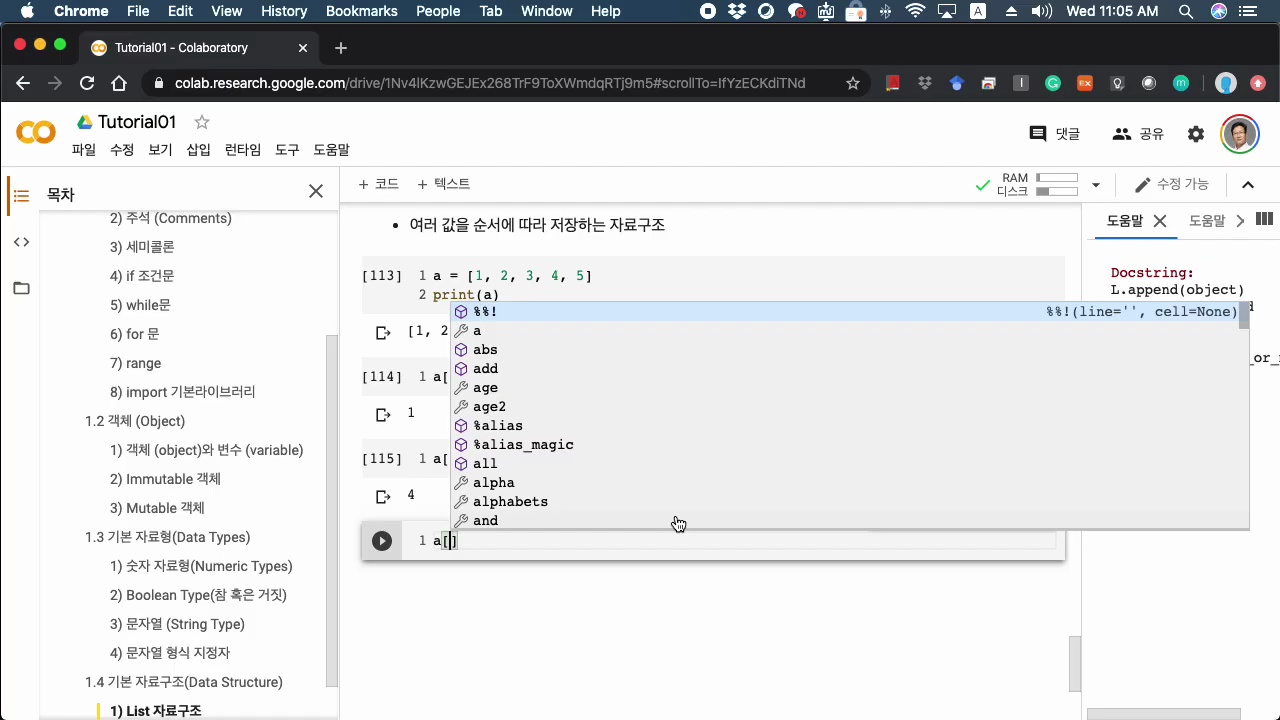 Chrome File Edit View History Bookmarks People Tab Window Help
A
Wed 11:05 AM
Tutorial01 - Colaboratory
colab.research.google.com/drive/1Nv4lKzwGEJEx268TrF9ToXWmdqRTj9m5#scrollTo=IfYzECKdiTNd
Tutorial01
댓글
공유
파일 수정 보기 삽입 런타임 도구 도움말
목차
+ 코드 + 텍스트
RAM
디스크
수정 가능
2) 주석 (Comments)
3) 세미콜론
4) if 조건문
5) while문
6) for 문
7) range
8) import 기본라이브러리
1.2 객체 (Object)
1) 객체 (object)와 변수 (variable)
2) Immutable 객체
3) Mutable 객체
1.3 기본 자료형(Data Types)
1) 숫자 자료형(Numeric Types)
2) Boolean Type(참 혹은 거짓)
3) 문자열 (String Type)
4) 문자열 형식 지정자
1.4 기본 자료구조(Data Structure)
1) List 자료구조
• 여러 값을 순서에 따라 저장하는 자료구조
[113] 1 a = [1, 2, 3, 4, 5]
2 print(a)
[1, 2
[114] 1 a[
1
[115] 1 a[
4
1 a[]
%%! %%!(line='', cell=None)
a
abs
add
age
age2
%alias
%alias_magic
all
alpha
alphabets
and
도움말
도움말
Docstring:
L.append(object)
_or_